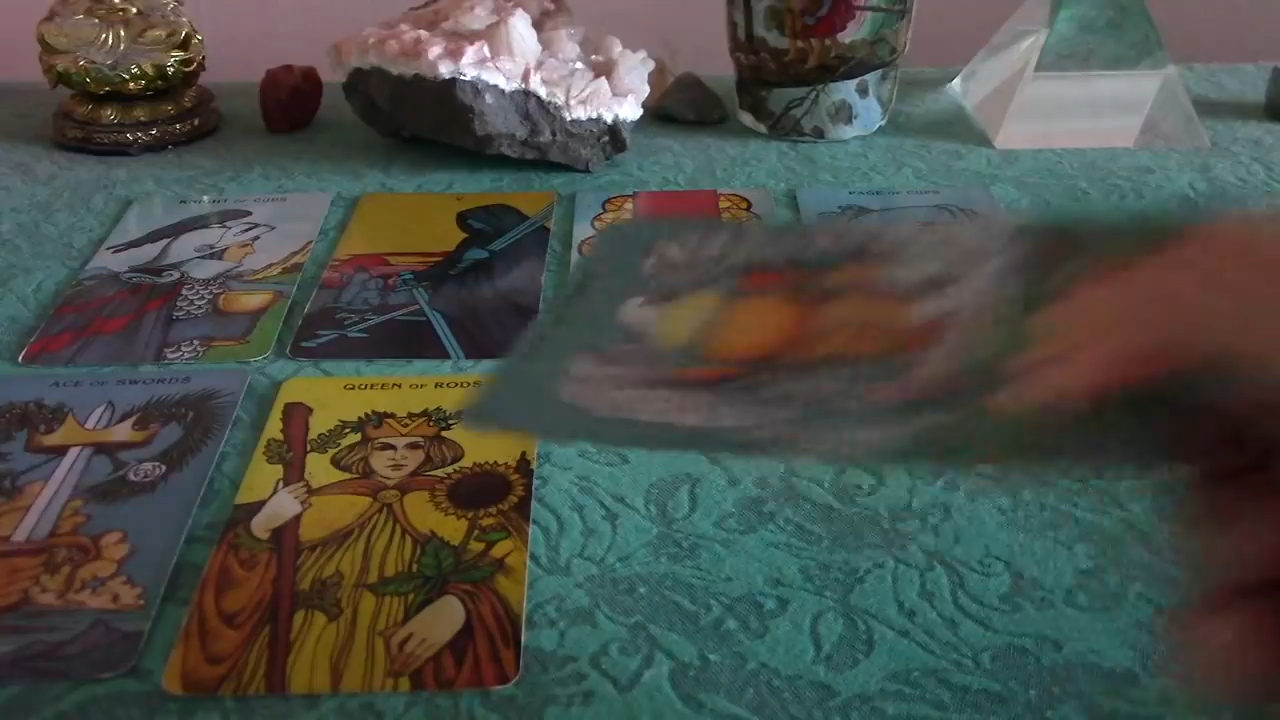 KNIGHT OF CUPS
V
PAGE OF CUPS
ACE OF SWORDS
QUEEN OF RODS